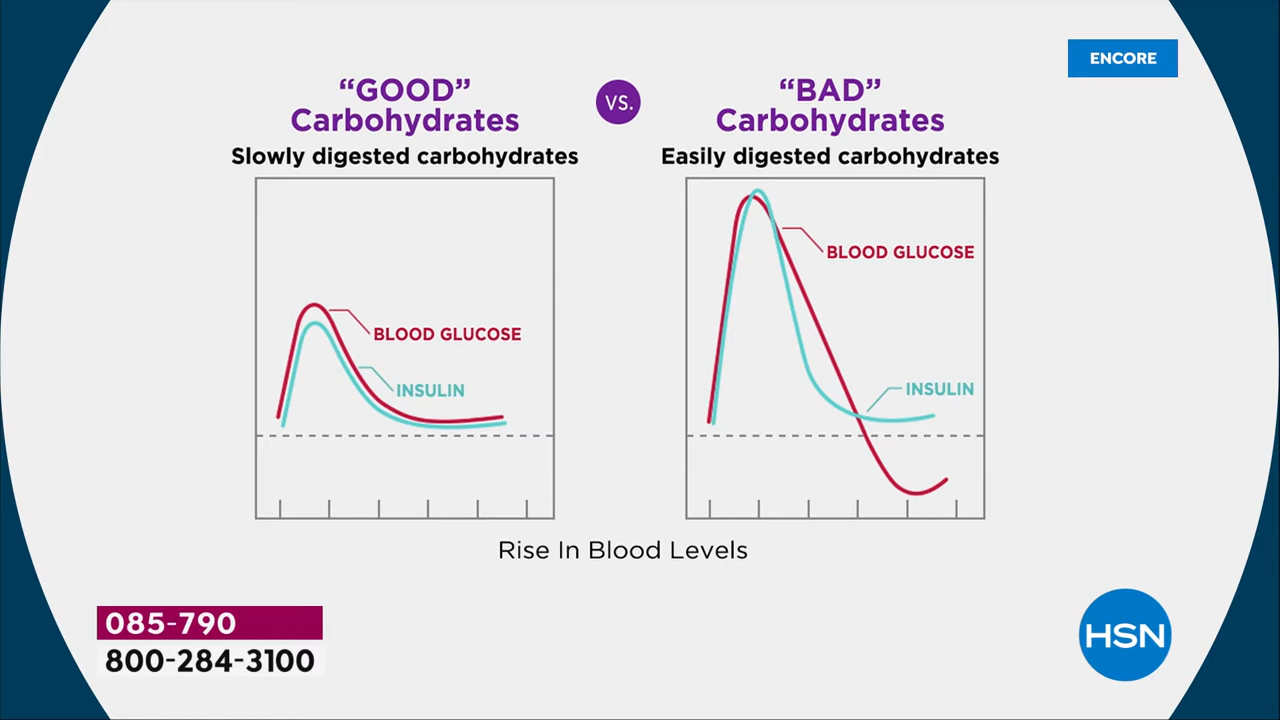 ENCORE
“GOOD”
Carbohydrates
Slowly digested carbohydrates
VS.
“BAD”
Carbohydrates
Easily digested carbohydrates
BLOOD GLUCOSE
INSULIN
BLOOD GLUCOSE
INSULIN
Rise In Blood Levels
085-790
800-284-3100
HSN